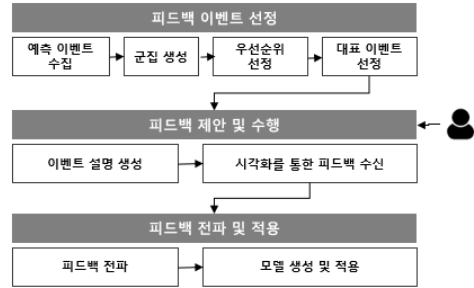 피드백 이벤트 선정
예측 이벤트
수집
군집 생성
우선순위
선정
대표 이벤트
선정
피드백 제안 및 수행
이벤트 설명 생성
시각화를 통한 피드백 수신
피드백 전파 및 적용
피드백 전파
모델 생성 및 적용